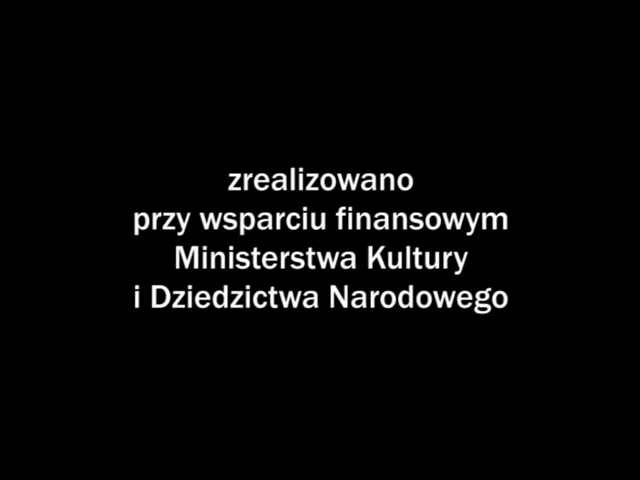 zrealizowano
przy wsparciu finansowym
Ministerstwa Kultury
i Dziedzictwa Narodowego